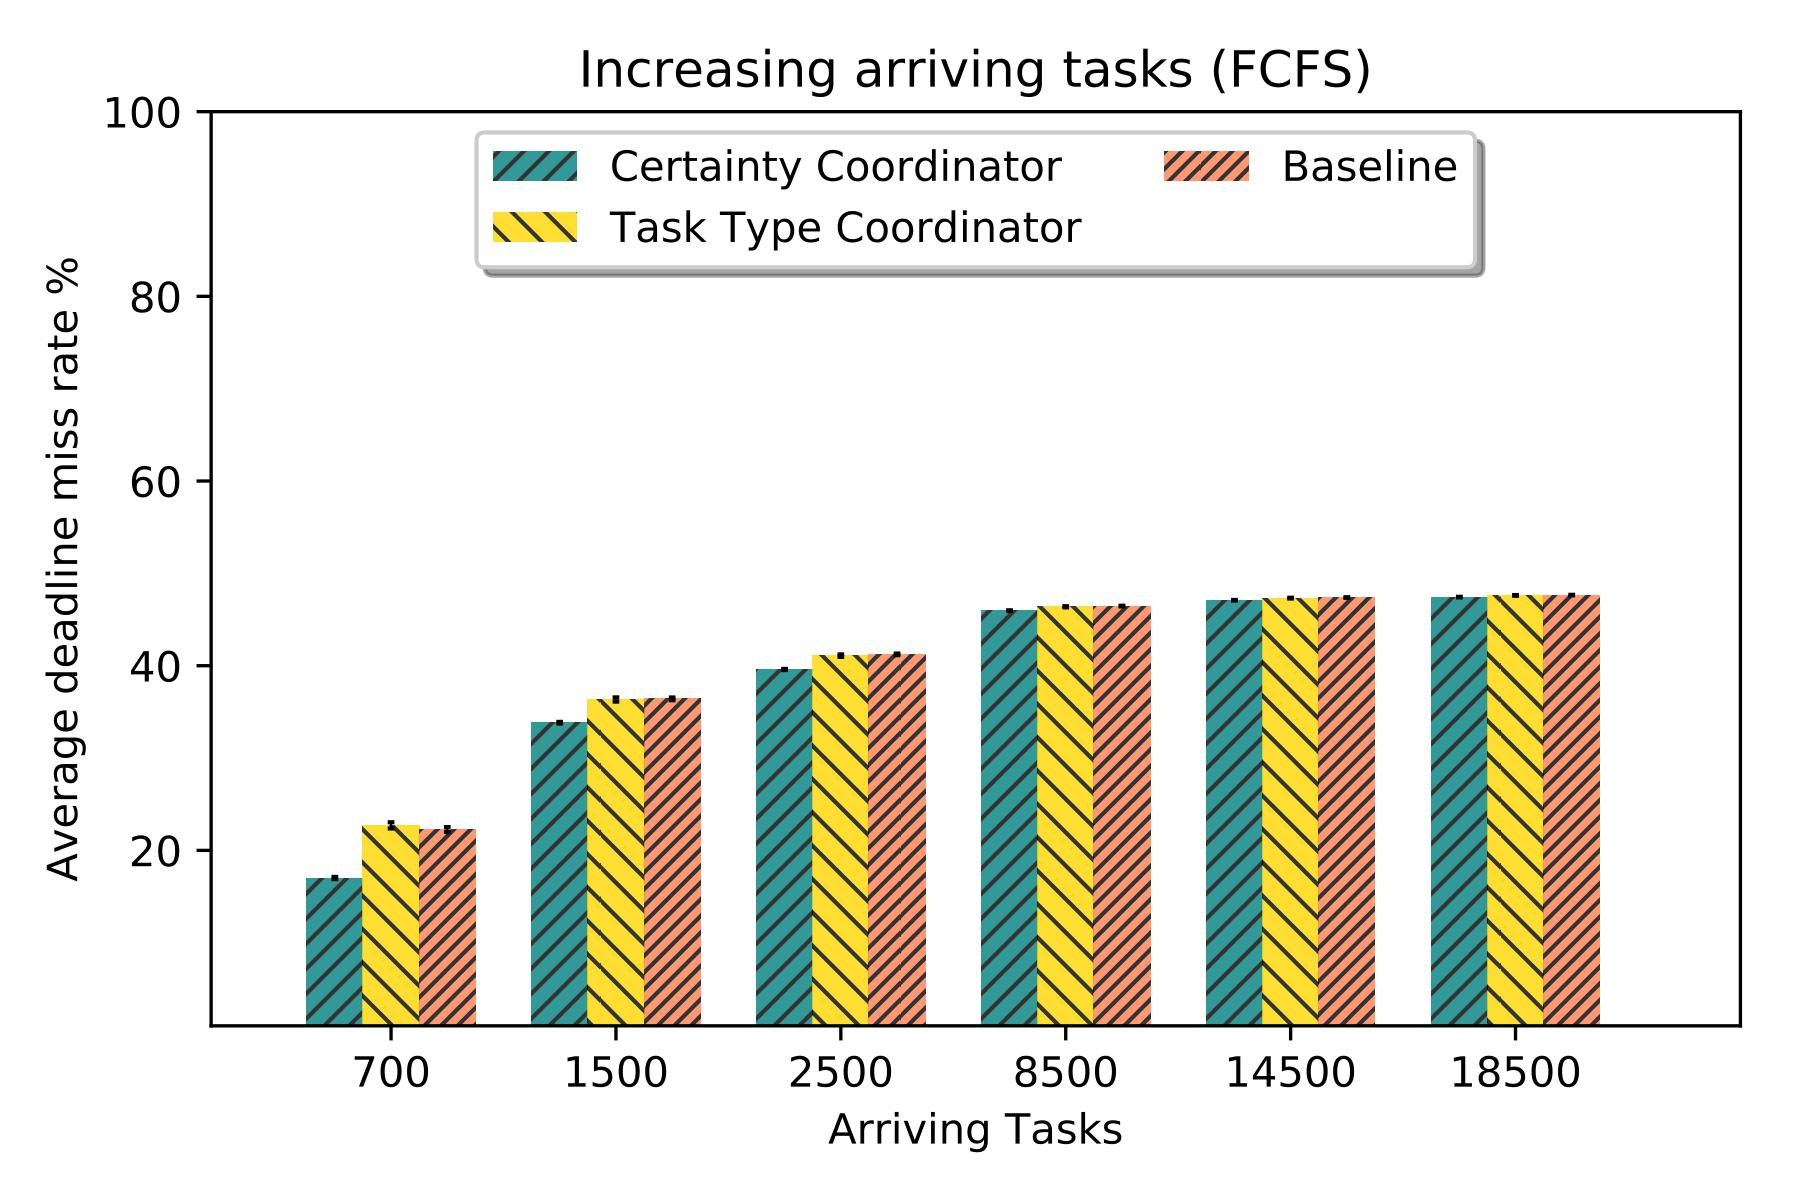 Increasing arriving tasks (FCFS)
Certainty Coordinator
Task Type Coordinator
Baseline
Average deadline miss rate %
100
80
60
40
20
700 1500 2500 8500 14500 18500
Arriving Tasks